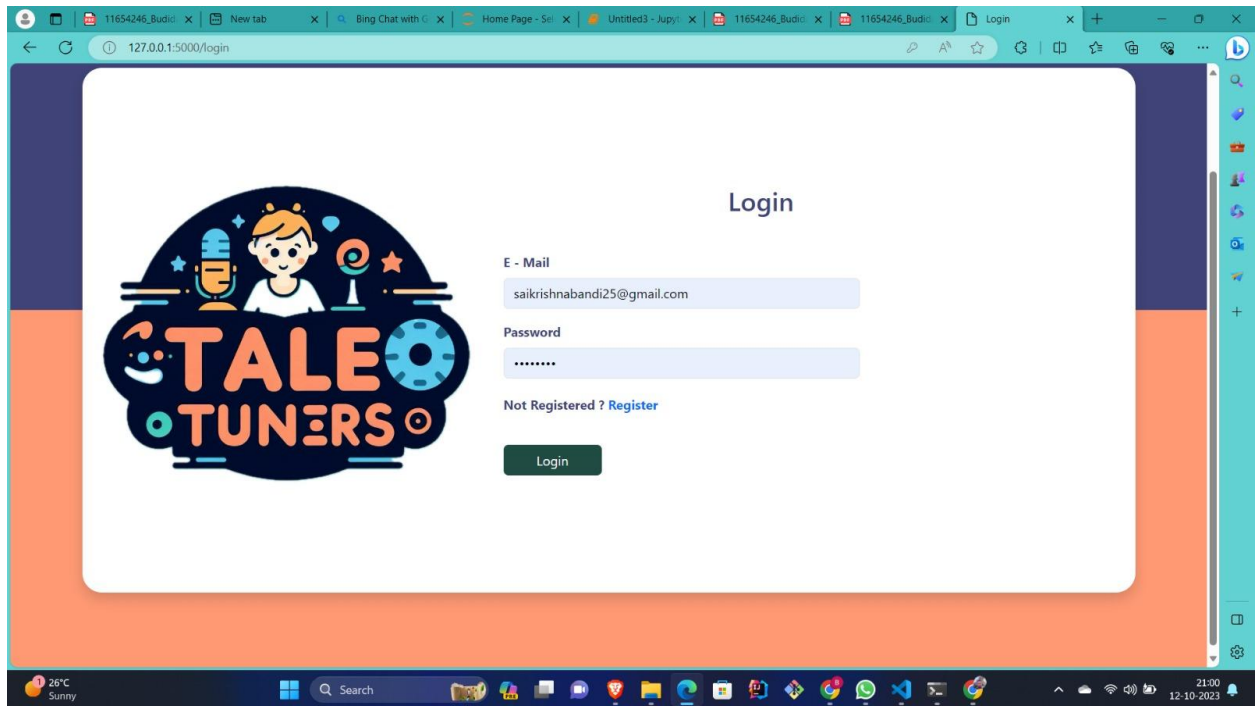 11654246_Budid
New tab
Bing Chat with G
Home Page - Sel
Untitled3 - Jupyt
11654246_Budid
11654246_Budid
Login
127.0.0.1:5000/login
Login
E - Mail
saikrishnabandi25@gmail.com
Password
••••••••
Not Registered ? Register
Login
TALE
TUNERS
1
26°C
Sunny
Search
21:00
12-10-2023